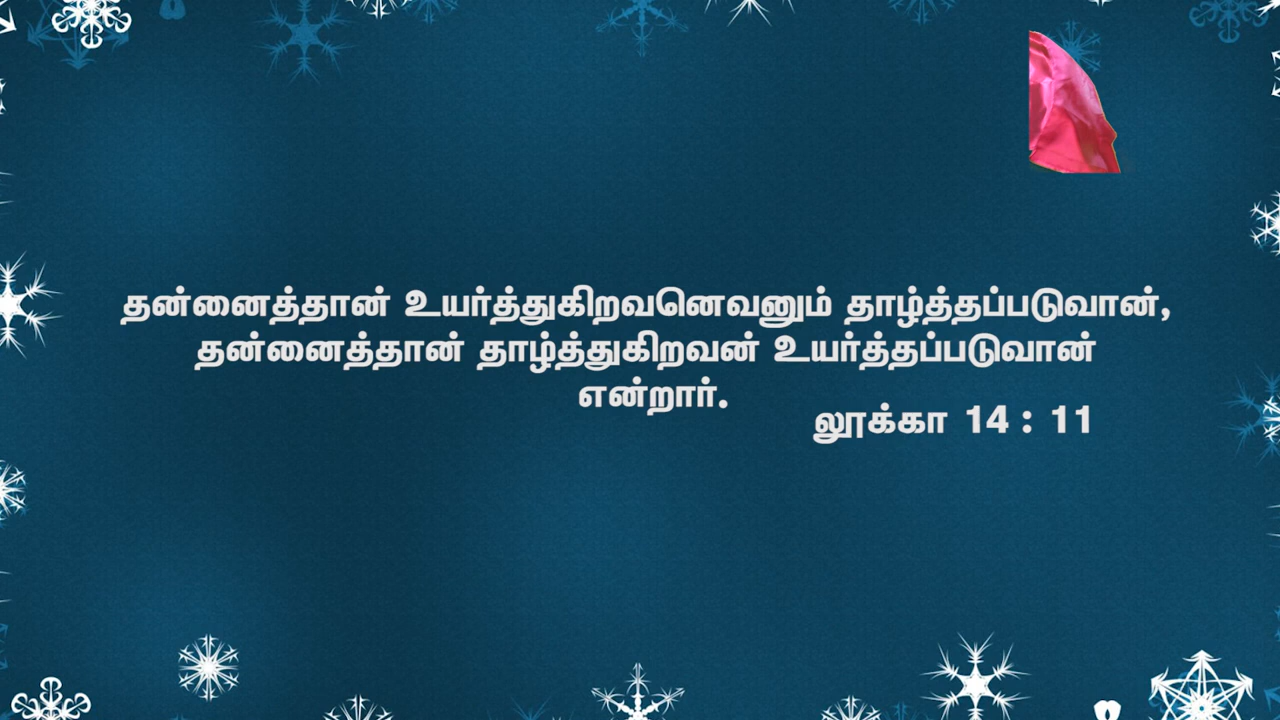 தன்னைத்தான் உயர்த்துகிறவனெவனும் தாழ்த்தப்படுவான்,
தன்னைத்தான் தாழ்த்துகிறவன் உயர்த்தப்படுவான்
என்றார்.
லூக்கா 14 : 11